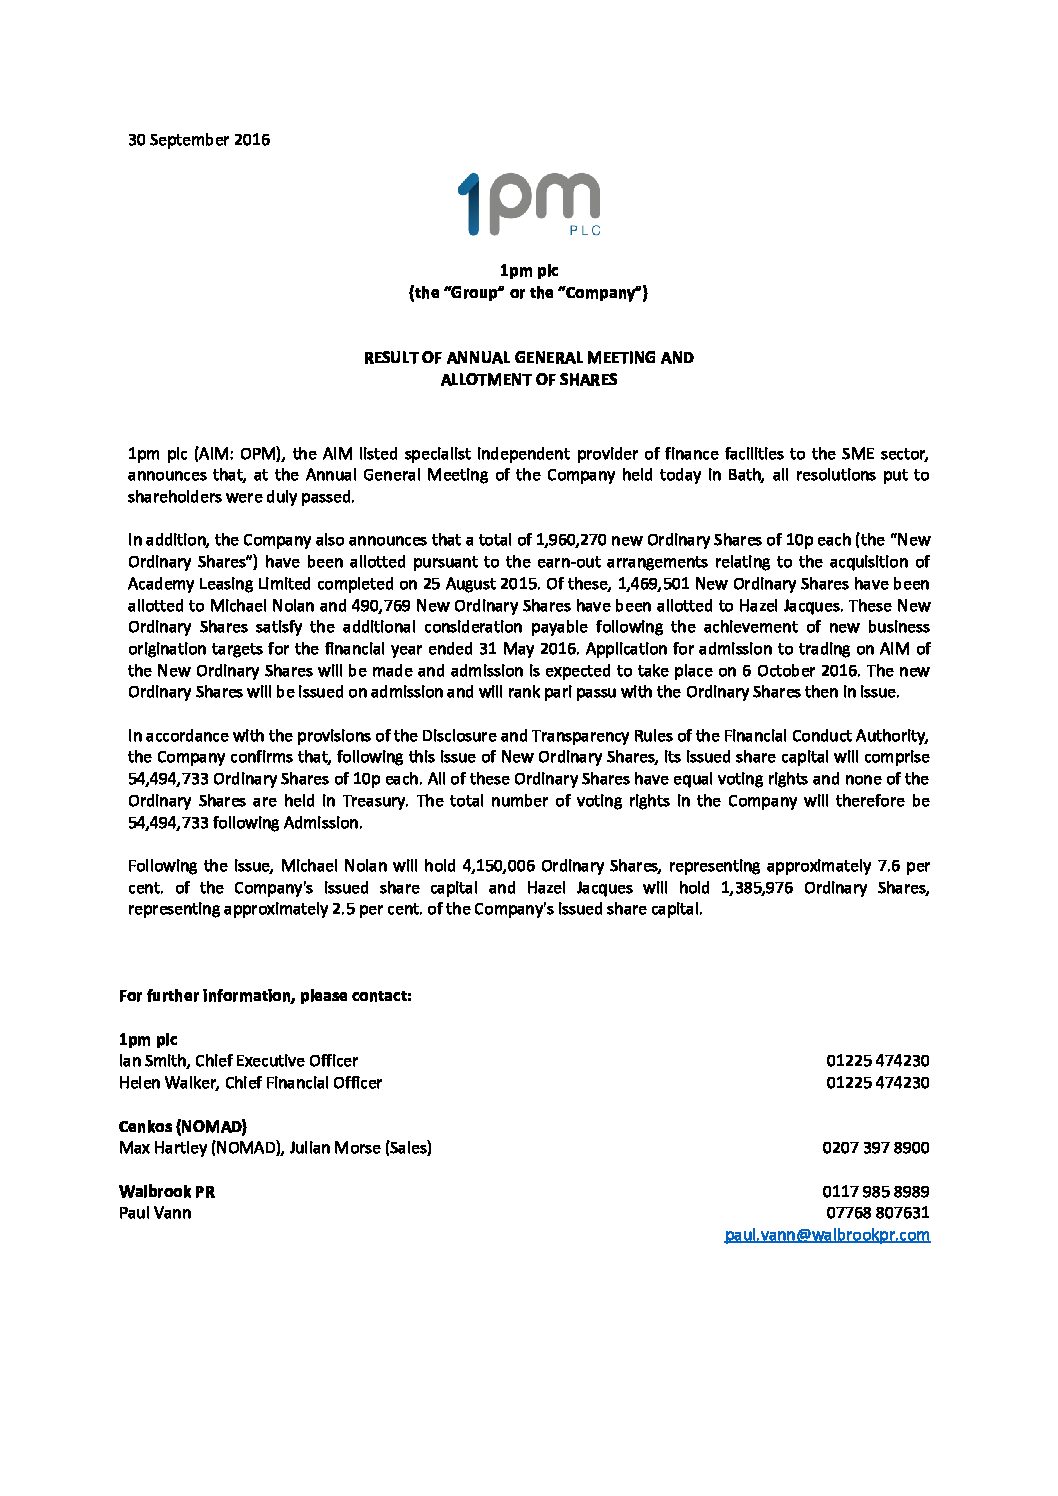 30 September 2016
1pm
PLC
1pm plc
(the “Group” or the “Company”)
RESULT OF ANNUAL GENERAL MEETING AND
ALLOTMENT OF SHARES
1pm plc (AIM: OPM), the AIM listed specialist independent provider of finance facilities to the SME sector,
announces that, at the Annual General Meeting of the Company held today in Bath, all resolutions put to
shareholders were duly passed.
In addition, the Company also announces that a total of 1,960,270 new Ordinary Shares of 10p each (the “New
Ordinary Shares”) have been allotted pursuant to the earn-out arrangements relating to the acquisition of
Academy Leasing Limited completed on 25 August 2015. Of these, 1,469,501 New Ordinary Shares have been
allotted to Michael Nolan and 490,769 New Ordinary Shares have been allotted to Hazel Jacques. These New
Ordinary Shares satisfy the additional consideration payable following the achievement of new business
origination targets for the financial year ended 31 May 2016. Application for admission to trading on AIM of
the New Ordinary Shares will be made and admission is expected to take place on 6 October 2016. The new
Ordinary Shares will be issued on admission and will rank pari passu with the Ordinary Shares then in issue.
In accordance with the provisions of the Disclosure and Transparency Rules of the Financial Conduct Authority,
the Company confirms that, following this issue of New Ordinary Shares, its issued share capital will comprise
54,494,733 Ordinary Shares of 10p each. All of these Ordinary Shares have equal voting rights and none of the
Ordinary Shares are held in Treasury. The total number of voting rights in the Company will therefore be
54,494,733 following Admission.
Following the issue, Michael Nolan will hold 4,150,006 Ordinary Shares, representing approximately 7.6 per
cent. of the Company's issued share capital and Hazel Jacques will hold 1,385,976 Ordinary Shares,
representing approximately 2.5 per cent. of the Company's issued share capital.
For further information, please contact:
1pm plc
Ian Smith, Chief Executive Officer 01225 474230
Helen Walker, Chief Financial Officer 01225 474230
Cenkos (NOMAD)
Max Hartley (NOMAD), Julian Morse (Sales) 0207 397 8900
Walbrook PR 0117 985 8989
Paul Vann 07768 807631
paul.vann@walbrookpr.com